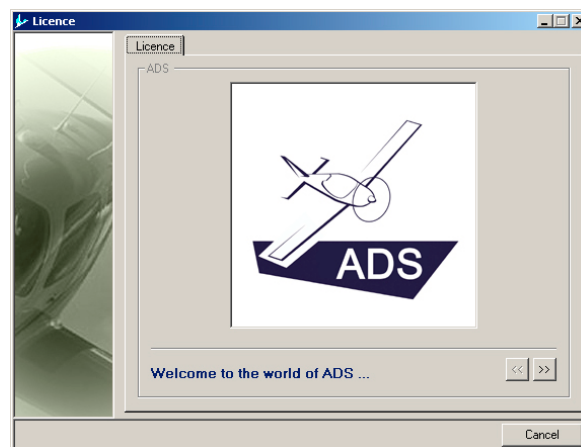 Licence
Licence
ADS
ADS
Welcome to the world of ADS ...
<< >>
Cancel